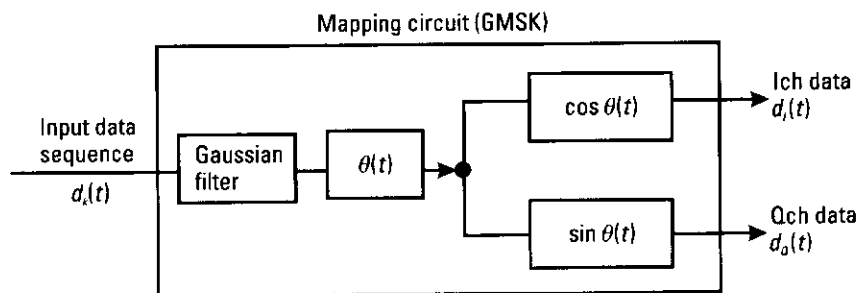 Mapping circuit (GMSK)
Input data
sequence
d_k(t)
Gaussian
filter
θ(t)
cos θ(t)
sin θ(t)
Ich data
d_I(t)
Qch data
d_Q(t)